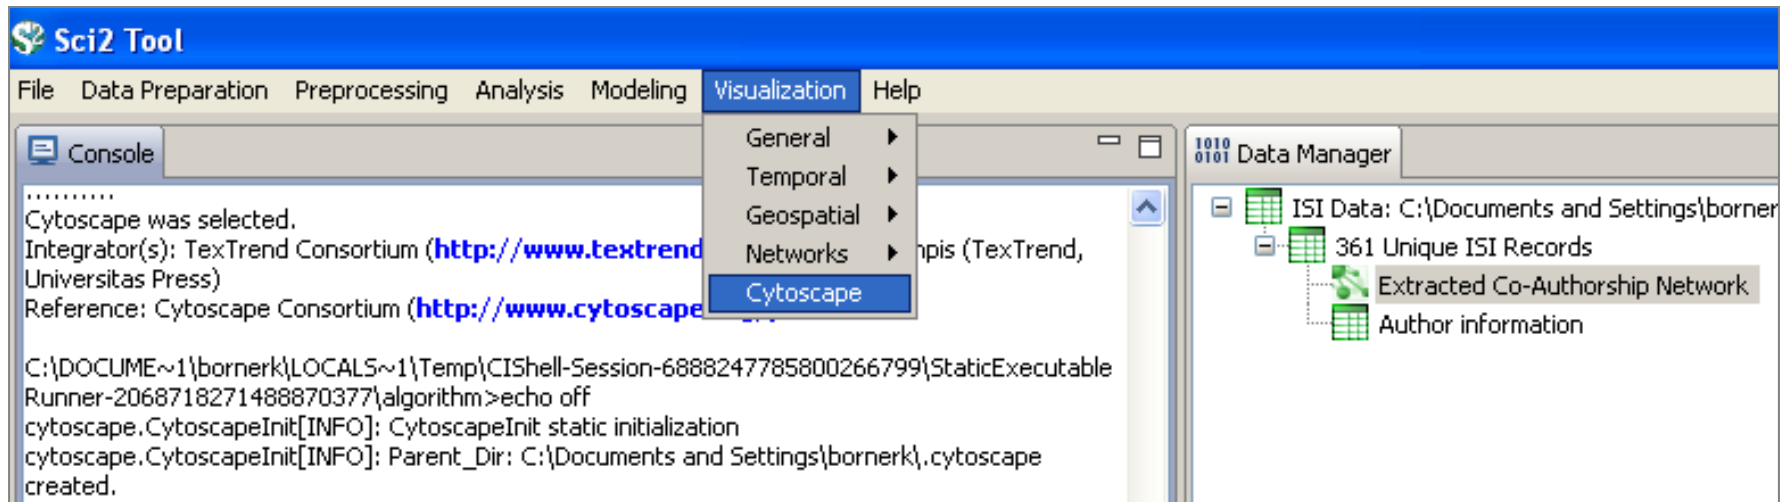 Sci2 Tool
File Data Preparation Preprocessing Analysis Modeling Visualization Help
General
Temporal
Geospatial
Networks
Cytoscape
Console
..........
Cytoscape was selected.
Integrator(s): TexTrend Consortium (http://www.textrend (TexTrend,
Universitas Press)
Reference: Cytoscape Consortium (http://www.cytoscape
C:\DOCUME~1\bornerk\LOCALS~1\Temp\CIShell-Session-6888247785800266799\StaticExecutable
Runner-2068718271488870377\algorithm>echo off
cytoscape.CytoscapeInit[INFO]: CytoscapeInit static initialization
cytoscape.CytoscapeInit[INFO]: Parent_Dir: C:\Documents and Settings\bornerk\.cytoscape
created.
1010
0101 Data Manager
ISI Data: C:\Documents and Settings\borner
361 Unique ISI Records
Extracted Co-Authorship Network
Author information